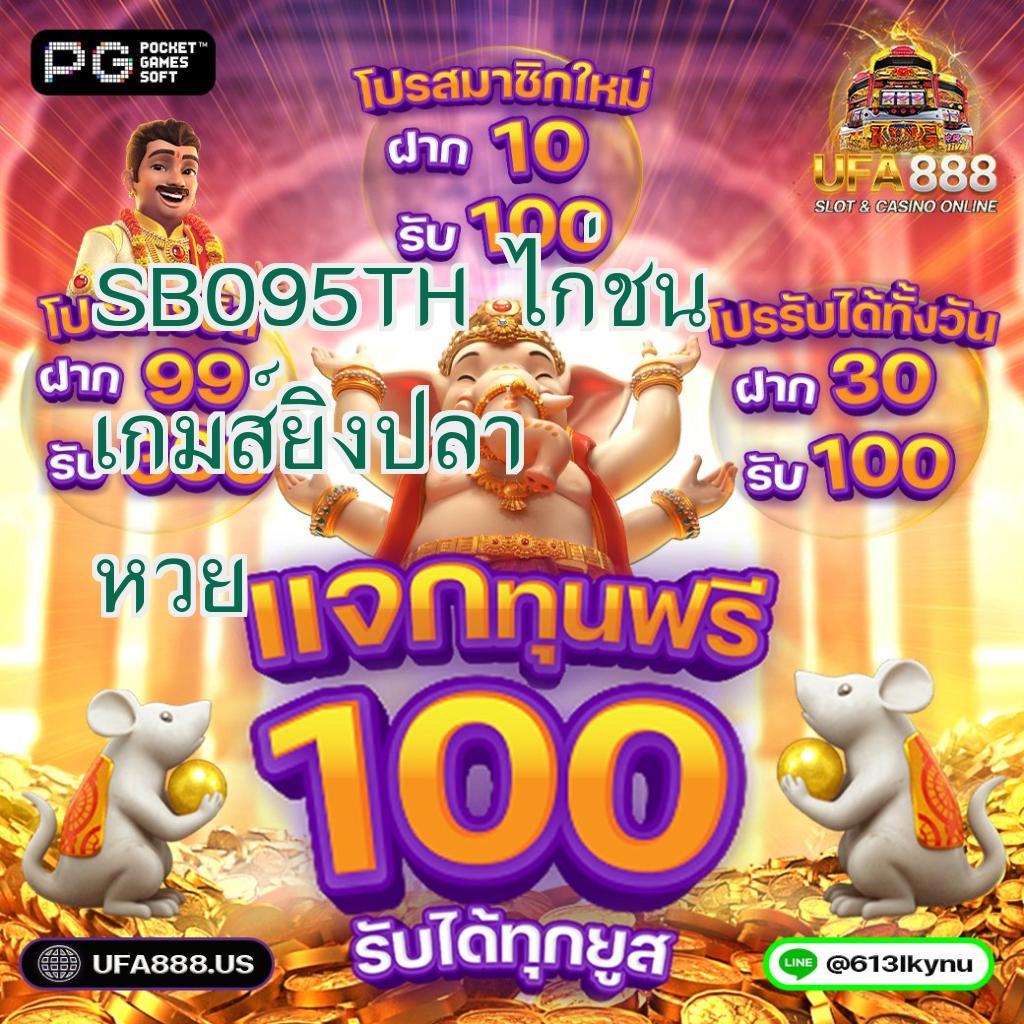 PG POCKET GAMES SOFT™
โปรสมาชิกใหม่
ฝาก 10
รับ 100
UFA888
SLOT & CASINO ONLINE
SBO95TH ไก่ชน
เกมส์ยิงปลา
หวย
ฝาก 99
รับ
โปรรับได้ทั้งวัน
ฝาก 30
รับ 100
แจกทุนฟรี
100
รับได้ทุกยูส
UFA888.US
LINE @613lkynu